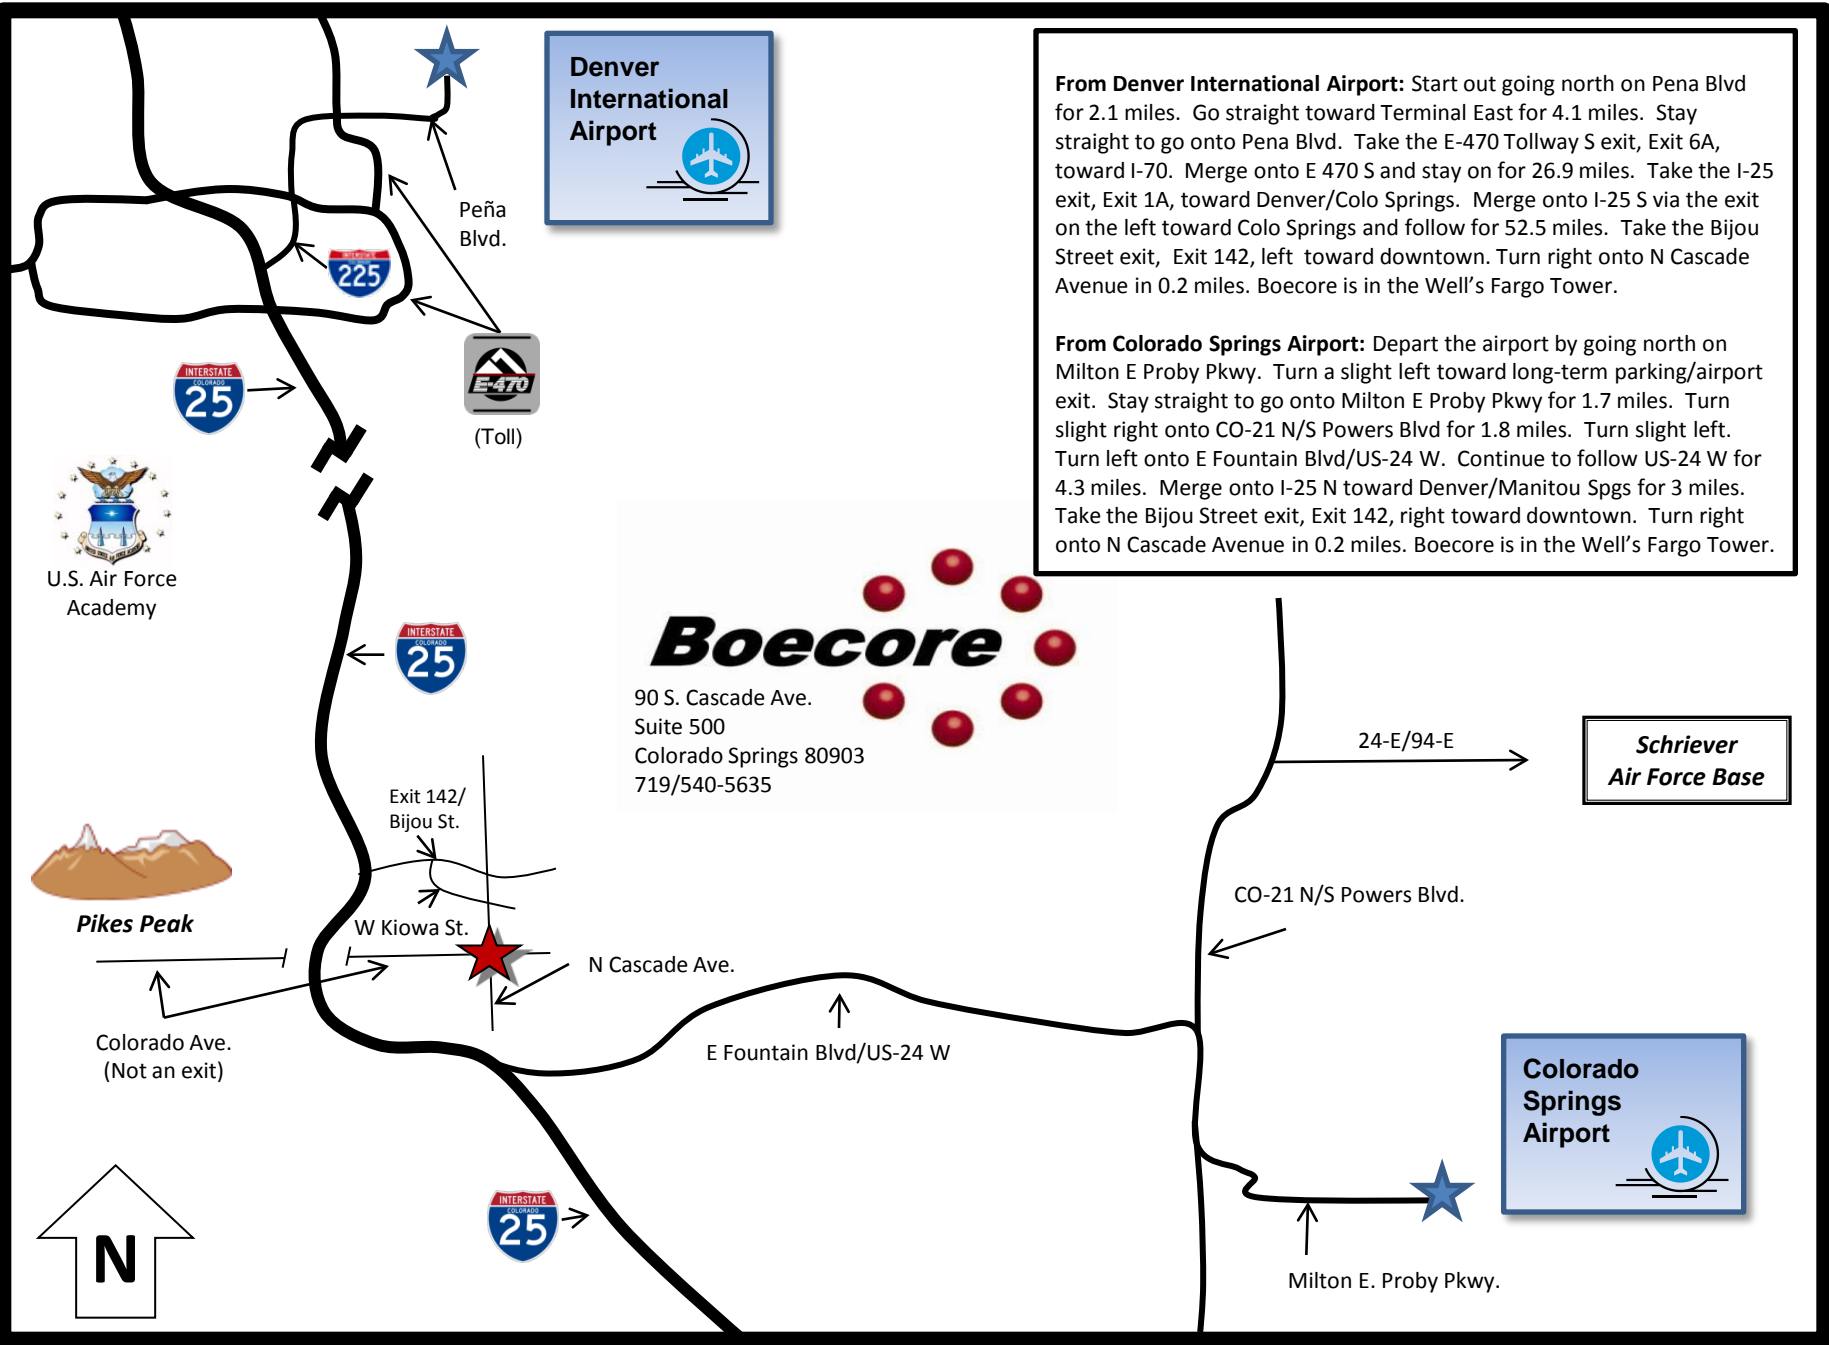 Denver
International
Airport
From Denver International Airport: Start out going north on Pena Blvd
for 2.1 miles. Go straight toward Terminal East for 4.1 miles. Stay
straight to go onto Pena Blvd. Take the E-470 Tollway S exit, Exit 6A,
toward I-70. Merge onto E 470 S and stay on for 26.9 miles. Take the I-25
exit, Exit 1A, toward Denver/Colo Springs. Merge onto I-25 S via the exit
on the left toward Colo Springs and follow for 52.5 miles. Take the Bijou
Street exit, Exit 142, left toward downtown. Turn right onto N Cascade
Avenue in 0.2 miles. Boecore is in the Well's Fargo Tower.
From Colorado Springs Airport: Depart the airport by going north on
Milton E Proby Pkwy. Turn a slight left toward long-term parking/airport
exit. Stay straight to go onto Milton E Proby Pkwy for 1.7 miles. Turn
slight right onto CO-21 N/S Powers Blvd for 1.8 miles. Turn slight left.
Turn left onto E Fountain Blvd/US-24 W. Continue to follow US-24 W for
4.3 miles. Merge onto I-25 N toward Denver/Manitou Spgs for 3 miles.
Take the Bijou Street exit, Exit 142, right toward downtown. Turn right
onto N Cascade Avenue in 0.2 miles. Boecore is in the Well's Fargo Tower.
Peña
Blvd.
225
INTERSTATE
COLORADO
25
E-470
(Toll)
U.S. Air Force
Academy
INTERSTATE
COLORADO
25
Boecore
90 S. Cascade Ave.
Suite 500
Colorado Springs 80903
719/540-5635
24-E/94-E
Schriever
Air Force Base
Exit 142/
Bijou St.
Pikes Peak
W Kiowa St.
N Cascade Ave.
CO-21 N/S Powers Blvd.
Colorado Ave.
(Not an exit)
E Fountain Blvd/US-24 W
Colorado
Springs
Airport
N
INTERSTATE
COLORADO
25
Milton E. Proby Pkwy.